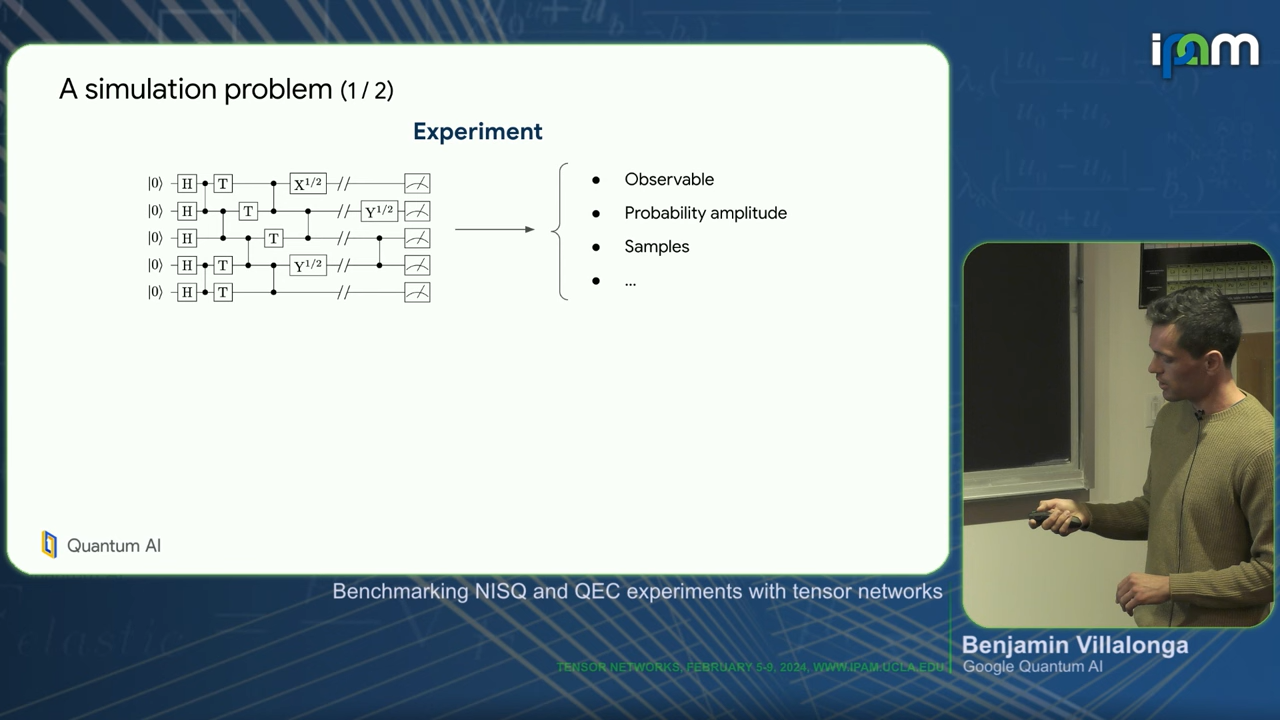 ipam
A simulation problem (1 / 2)
Experiment
|0⟩ H T X^{1/2} //
|0⟩ H T // Y^{1/2}
|0⟩ H T //
|0⟩ H T Y^{1/2} //
|0⟩ H T //
● Observable
● Probability amplitude
● Samples
● ...
Quantum AI
Benchmarking NISQ and QEC experiments with tensor networks
Benjamin Villalonga
Google Quantum AI
TENSOR NETWORKS, FEBRUARY 5-9, 2024, WWW.IPAM.UCLA.EDU
elastic